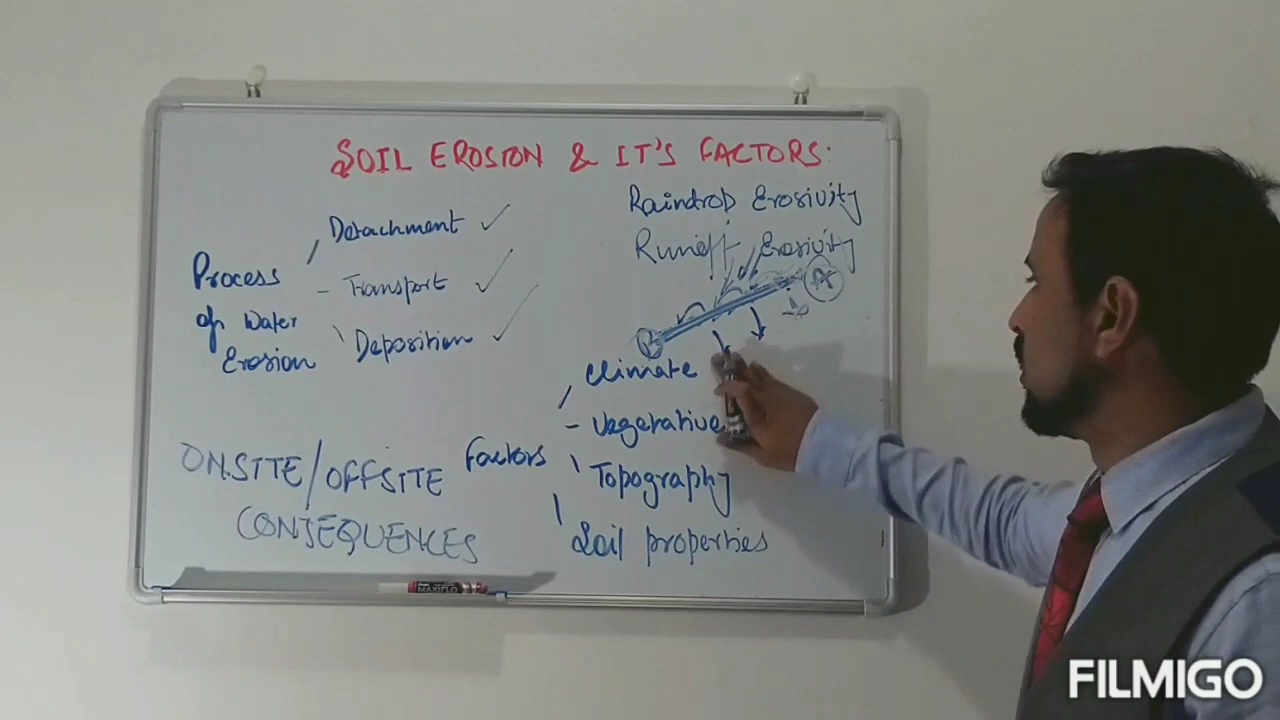 SOIL EROSION & IT'S FACTORS:
Raindrop Erosivity
Runoff Erosivity
Process
of Water
Erosion
Detachment ✓
- Transport ✓
Deposition ✓
Factors
Climate
- Vegetative
Topography
Soil properties
ONSITE/OFFSITE
CONSEQUENCES
MAXIFLO
FILMIGO